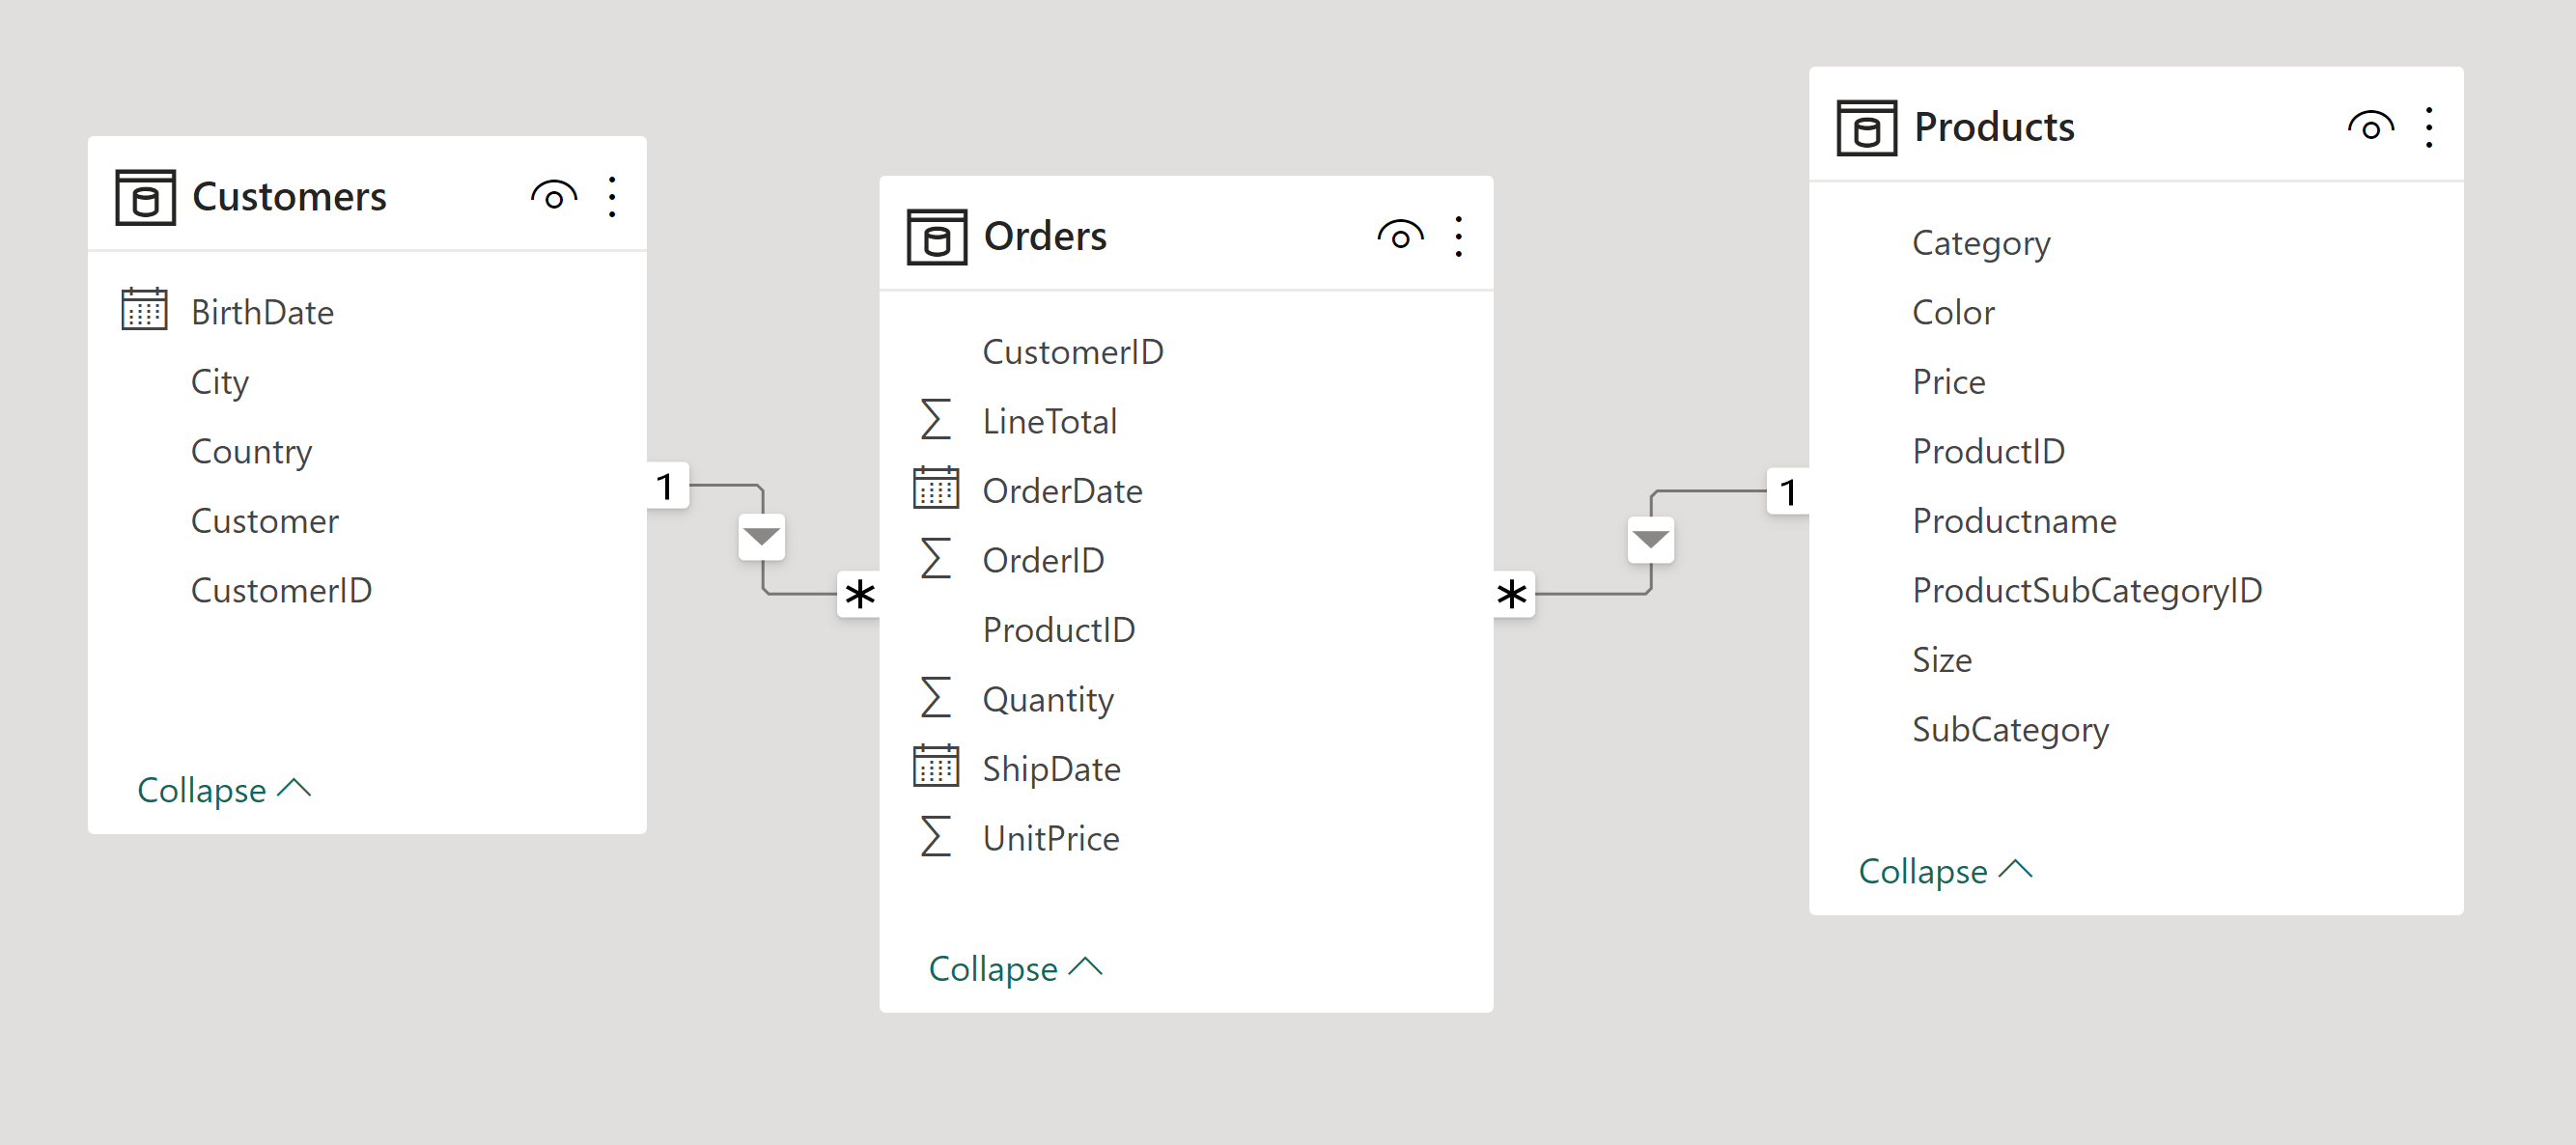 Customers
BirthDate
City
Country
Customer
CustomerID
Collapse
1
*
Orders
CustomerID
LineTotal
OrderDate
OrderID
ProductID
Quantity
ShipDate
UnitPrice
Collapse
*
1
Products
Category
Color
Price
ProductID
Productname
ProductSubCategoryID
Size
SubCategory
Collapse